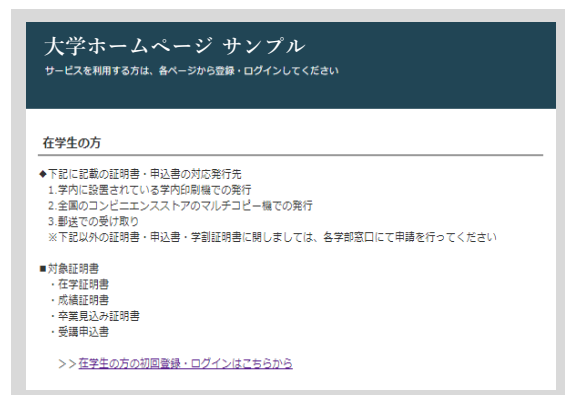 大学ホームページ サンプル
サービスを利用する方は、各ページから登録・ログインしてください
在学生の方
◆下記に記載の証明書・申込書の対応発行先
1.学内に設置されている学内印刷機での発行
2.全国のコンビニエンスストアのマルチコピー機での発行
3.郵送での受け取り
※下記以外の証明書・申込書・学割証明書に関しましては、各学部窓口にて申請を行ってください
■対象証明書
・在学証明書
・成績証明書
・卒業見込み証明書
・受講申込書
>>在学生の方の初回登録・ログインはこちらから